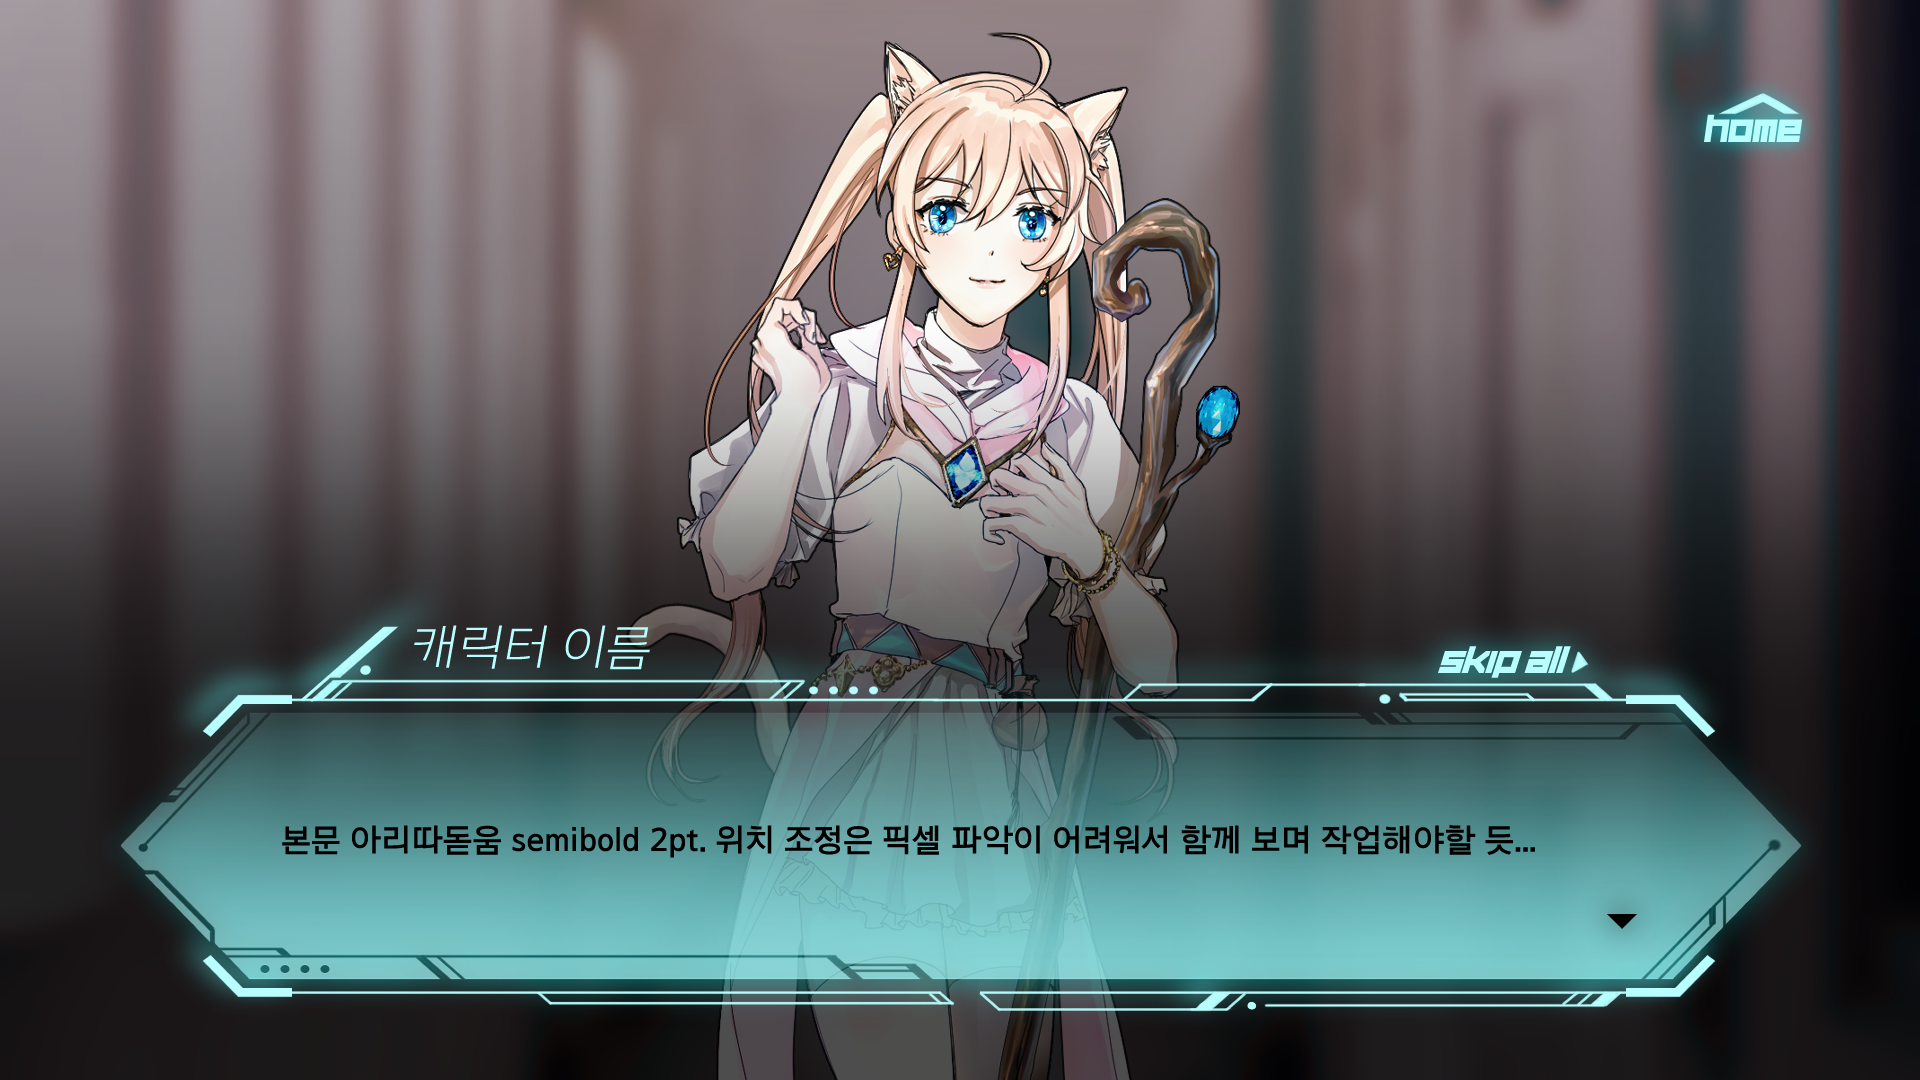 home
캐릭터 이름
skip all
본문 아리따돋움 semibold 2pt. 위치 조정은 픽셀 파악이 어려워서 함께 보며 작업해야할 듯...